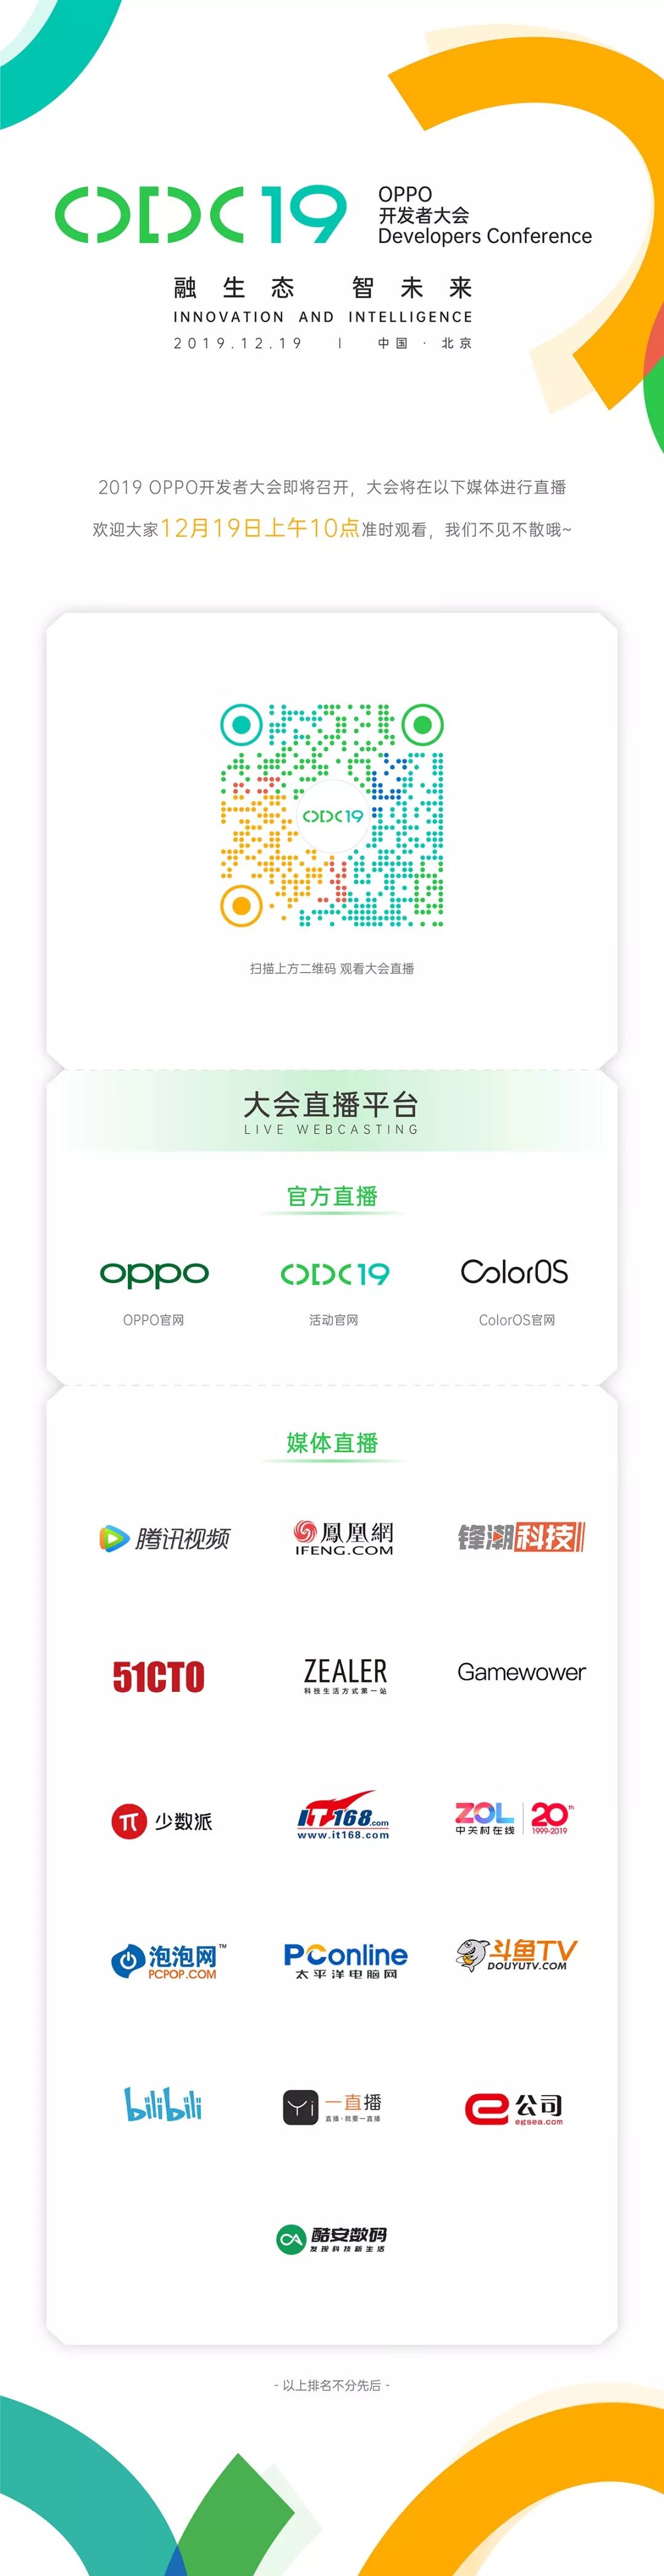 ODC19
OPPO
开发者大会
Developers Conference
融生态 智未来
INNOVATION AND INTELLIGENCE
2019.12.19 | 中国 · 北京
2019 OPPO开发者大会即将召开，大会将在以下媒体进行直播
欢迎大家12月19日上午10点准时观看，我们不见不散哦~
ODC19
扫描上方二维码 观看大会直播
大会直播平台
LIVE WEBCASTING
官方直播
oppo ODC19 ColorOS
OPPO官网 活动官网 ColorOS官网
媒体直播
腾讯视频 鳳凰網 锋潮科技
IFENG.COM
51CTO ZEALER Gamewower
科技生活方式第一站
少数派 IT168.com ZOL 20th
www.it168.com 中关村在线 1999-2019
泡泡网™ PConline 斗鱼TV
PCPOP.COM 太平洋电脑网 DOUYUTV.COM
bilibili Yi 一直播 e公司
直播·就要一直播 egsea.com
CA 酷安数码
发现科技新生活
- 以上排名不分先后 -